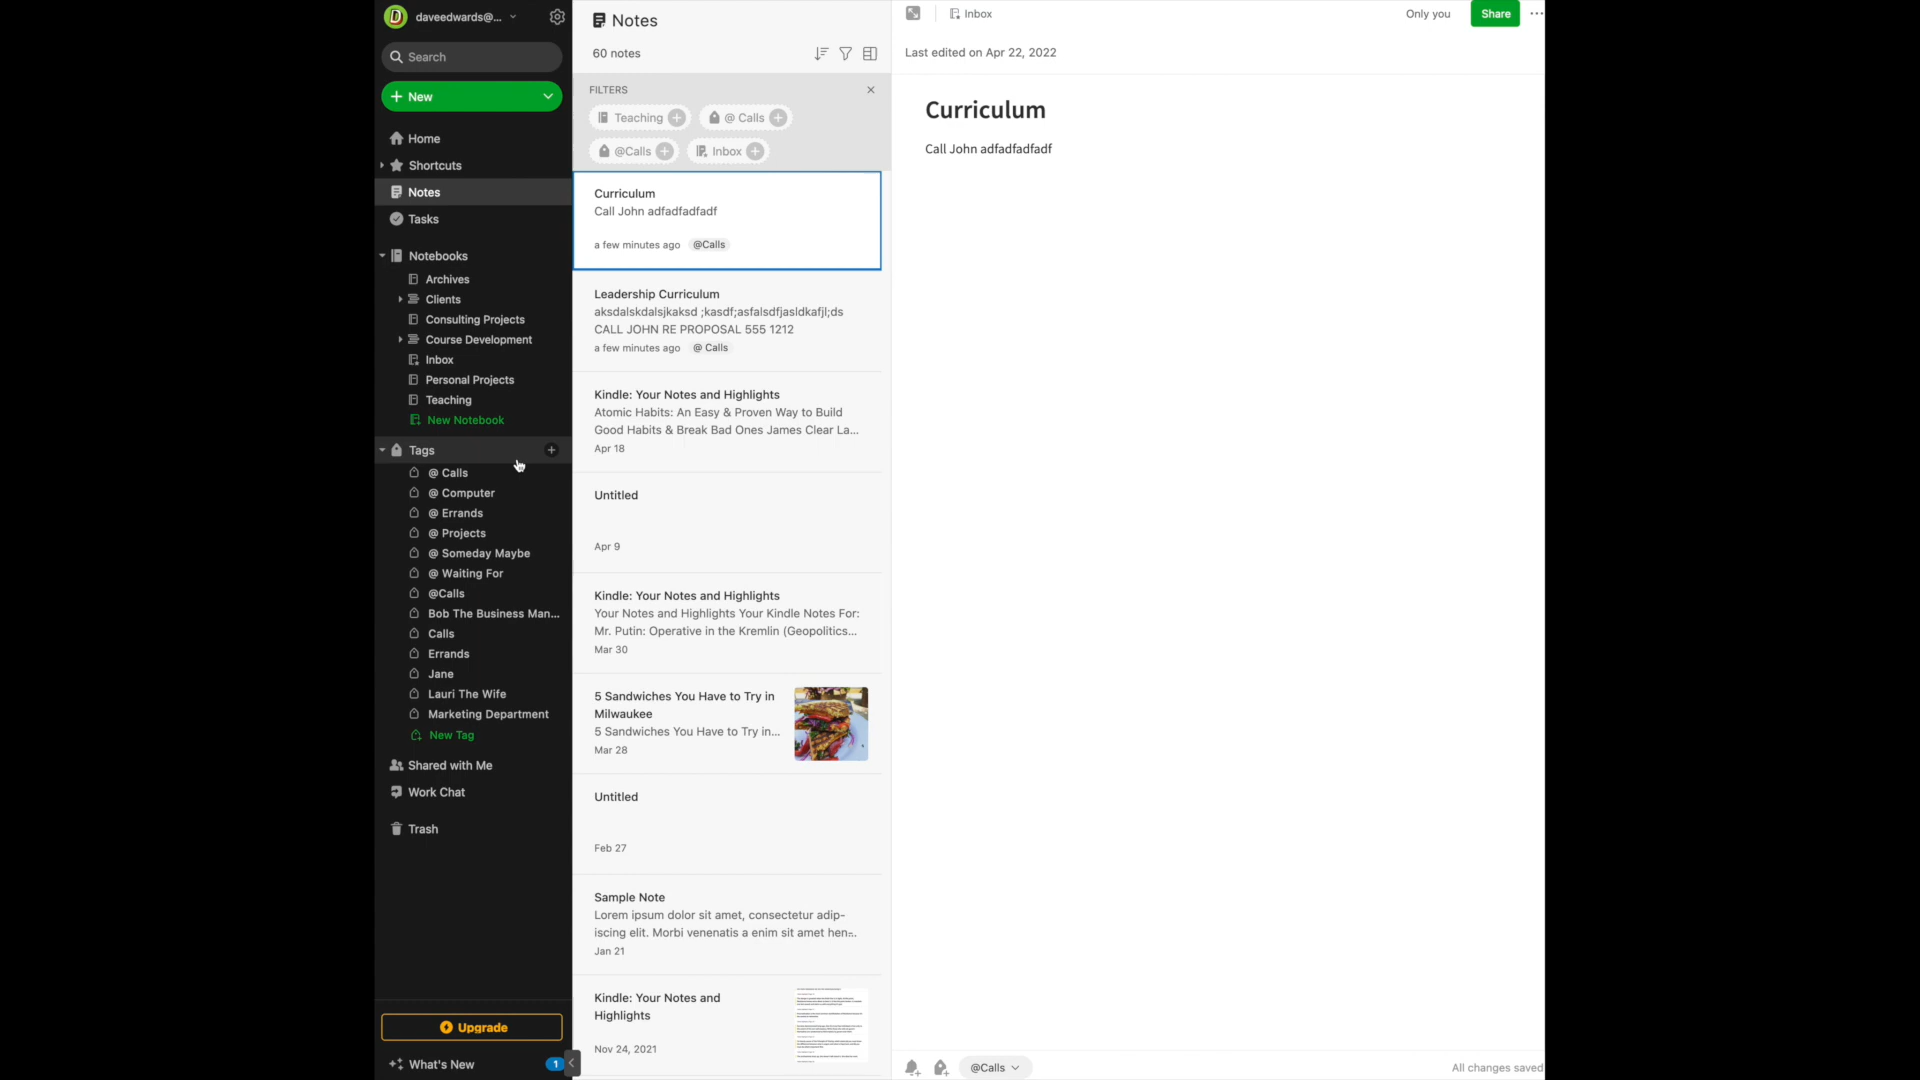 D daveedwards@...
Search
New
Home
Shortcuts
Notes
Tasks
Notebooks
Archives
Clients
Consulting Projects
Course Development
Inbox
Personal Projects
Teaching
New Notebook
Tags
@ Calls
@ Computer
@ Errands
@ Projects
@ Someday Maybe
@ Waiting For
@Calls
Bob The Business Man...
Calls
Errands
Jane
Lauri The Wife
Marketing Department
New Tag
Shared with Me
Work Chat
Trash
Upgrade
What's New 1
Notes
60 notes
FILTERS
Teaching @ Calls
@Calls Inbox
Curriculum
Call John adfadfadfadf
a few minutes ago @Calls
Leadership Curriculum
aksdalskdalsjkaksd ;kasdf;asfalsdfjasldkafjl;ds
CALL JOHN RE PROPOSAL 555 1212
a few minutes ago @ Calls
Kindle: Your Notes and Highlights
Atomic Habits: An Easy & Proven Way to Build
Good Habits & Break Bad Ones James Clear La...
Apr 18
Untitled
Apr 9
Kindle: Your Notes and Highlights
Your Notes and Highlights Your Kindle Notes For:
Mr. Putin: Operative in the Kremlin (Geopolitics...
Mar 30
5 Sandwiches You Have to Try in
Milwaukee
5 Sandwiches You Have to Try in...
Mar 28
Untitled
Feb 27
Sample Note
Lorem ipsum dolor sit amet, consectetur adip-
iscing elit. Morbi venenatis a enim sit amet hen...
Jan 21
Kindle: Your Notes and
Highlights
Nov 24, 2021
Inbox
Only you
Share
Last edited on Apr 22, 2022
Curriculum
Call John adfadfadfadf
@Calls
All changes saved